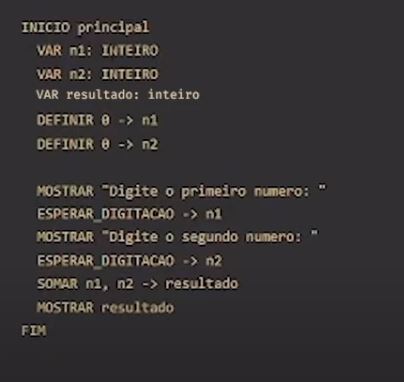 INICIO principal
VAR n1: INTEIRO
VAR n2: INTEIRO
VAR resultado: inteiro
DEFINIR 0 -> n1
DEFINIR 0 -> n2
MOSTRAR "Digite o primeiro numero: "
ESPERAR_DIGITACAO -> n1
MOSTRAR "Digite o segundo numero: "
ESPERAR_DIGITACAO -> n2
SOMAR n1, n2 -> resultado
MOSTRAR resultado
FIM